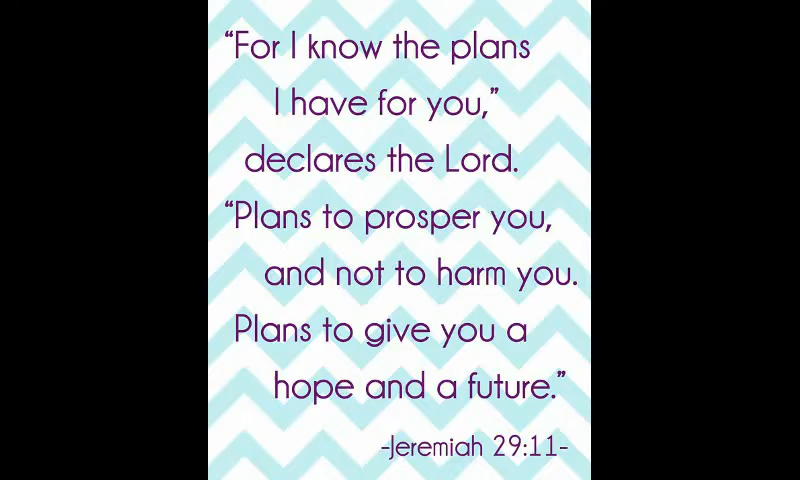 “For I know the plans
I have for you,”
declares the Lord.
“Plans to prosper you,
and not to harm you.
Plans to give you a
hope and a future.”
-Jeremiah 29:11-